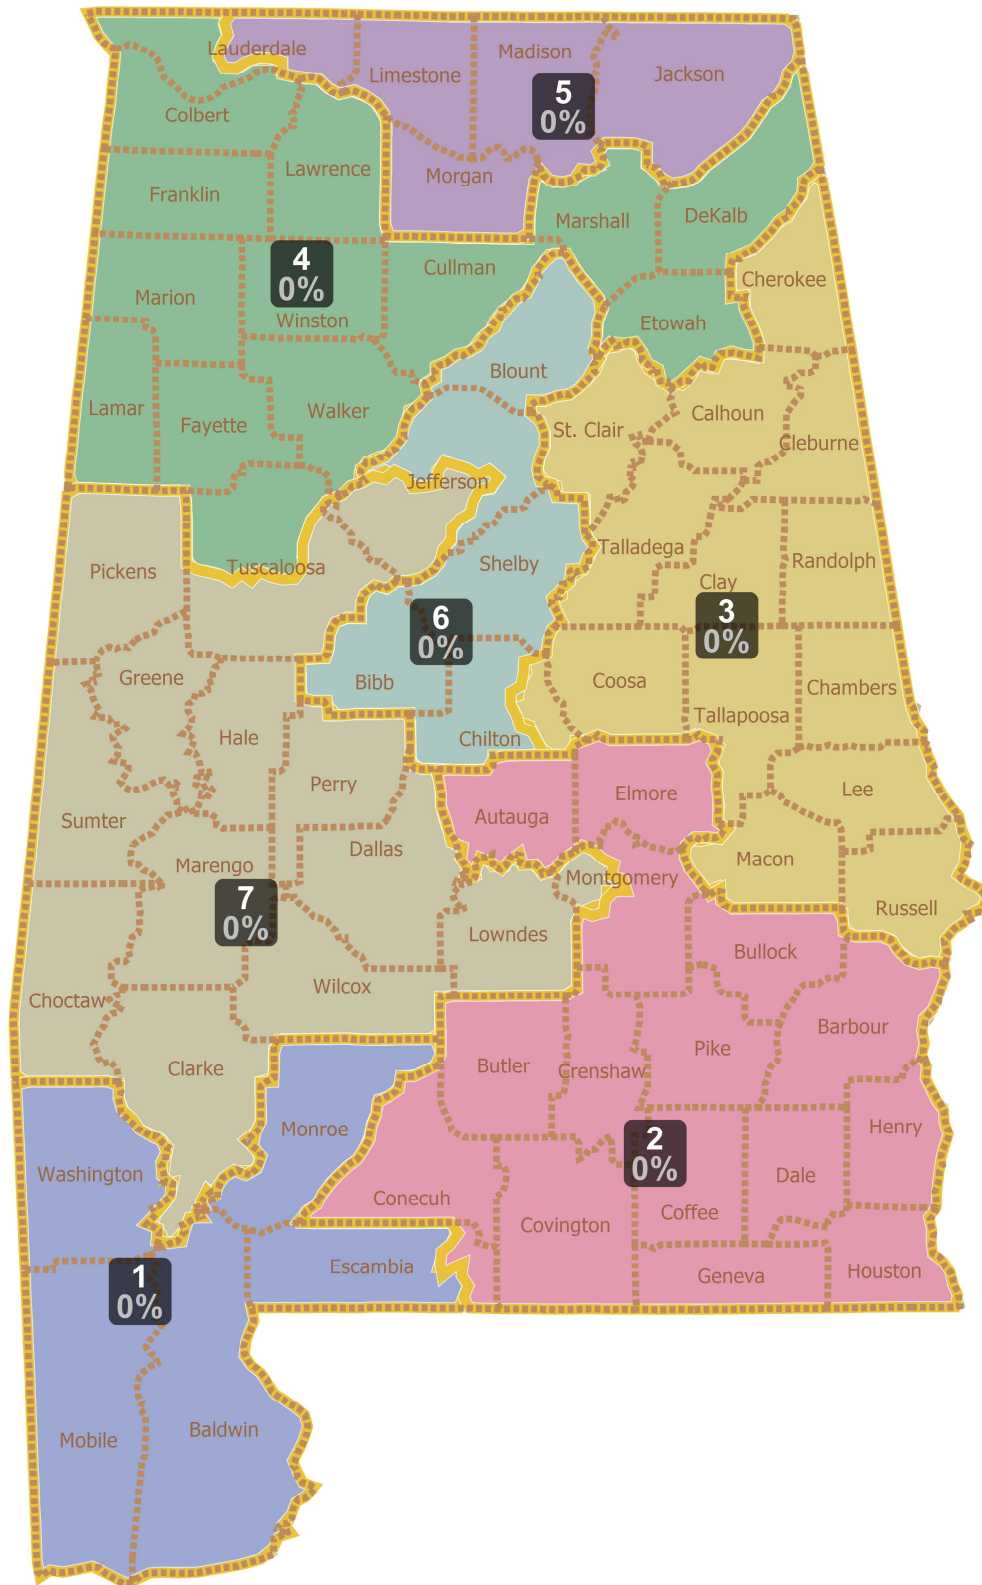 Lauderdale
Madison
Limestone
Jackson
5
0%
Colbert
Lawrence
Morgan
Franklin
Marshall
DeKalb
4
0%
Cullman
Cherokee
Marion
Winston
Etowah
Blount
Lamar
Walker
Calhoun
Fayette
St. Clair
Cleburne
Jefferson
Talladega
Pickens
Tuscaloosa
Shelby
Randolph
Clay
3
0%
6
0%
Greene
Bibb
Coosa
Chambers
Tallapoosa
Hale
Chilton
Perry
Elmore
Lee
Sumter
Autauga
Dallas
Marengo
Macon
Montgomery
7
0%
Russell
Lowndes
Bullock
Choctaw
Wilcox
Barbour
Pike
Clarke
Butler
Crenshaw
Monroe
Henry
2
0%
Washington
Dale
Conecuh
Coffee
Covington
Escambia
Houston
Geneva
1
0%
Baldwin
Mobile